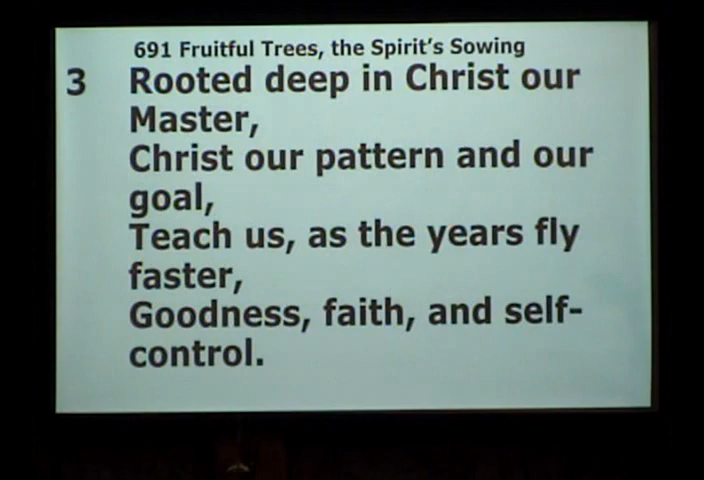 691 Fruitful Trees, the Spirit's Sowing
3 Rooted deep in Christ our
Master,
Christ our pattern and our
goal,
Teach us, as the years fly
faster,
Goodness, faith, and self-
control.